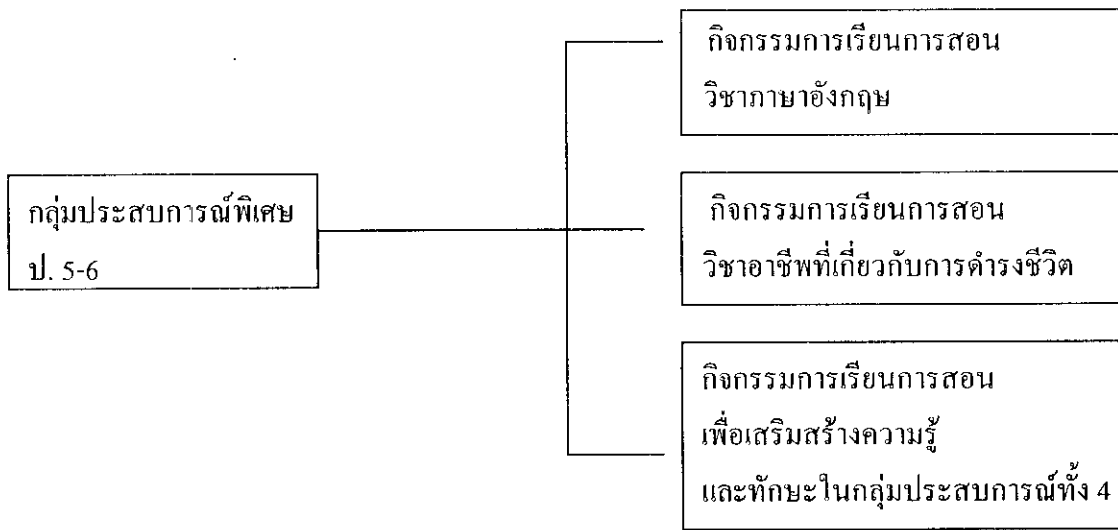 กลุ่มประสบการณ์พิเศษ
ป. 5-6
กิจกรรมการเรียนการสอน
วิชาภาษาอังกฤษ
กิจกรรมการเรียนการสอน
วิชาอาชีพที่เกี่ยวกับการดำรงชีวิต
กิจกรรมการเรียนการสอน
เพื่อเสริมสร้างความรู้
และทักษะในกลุ่มประสบการณ์ทั้ง 4